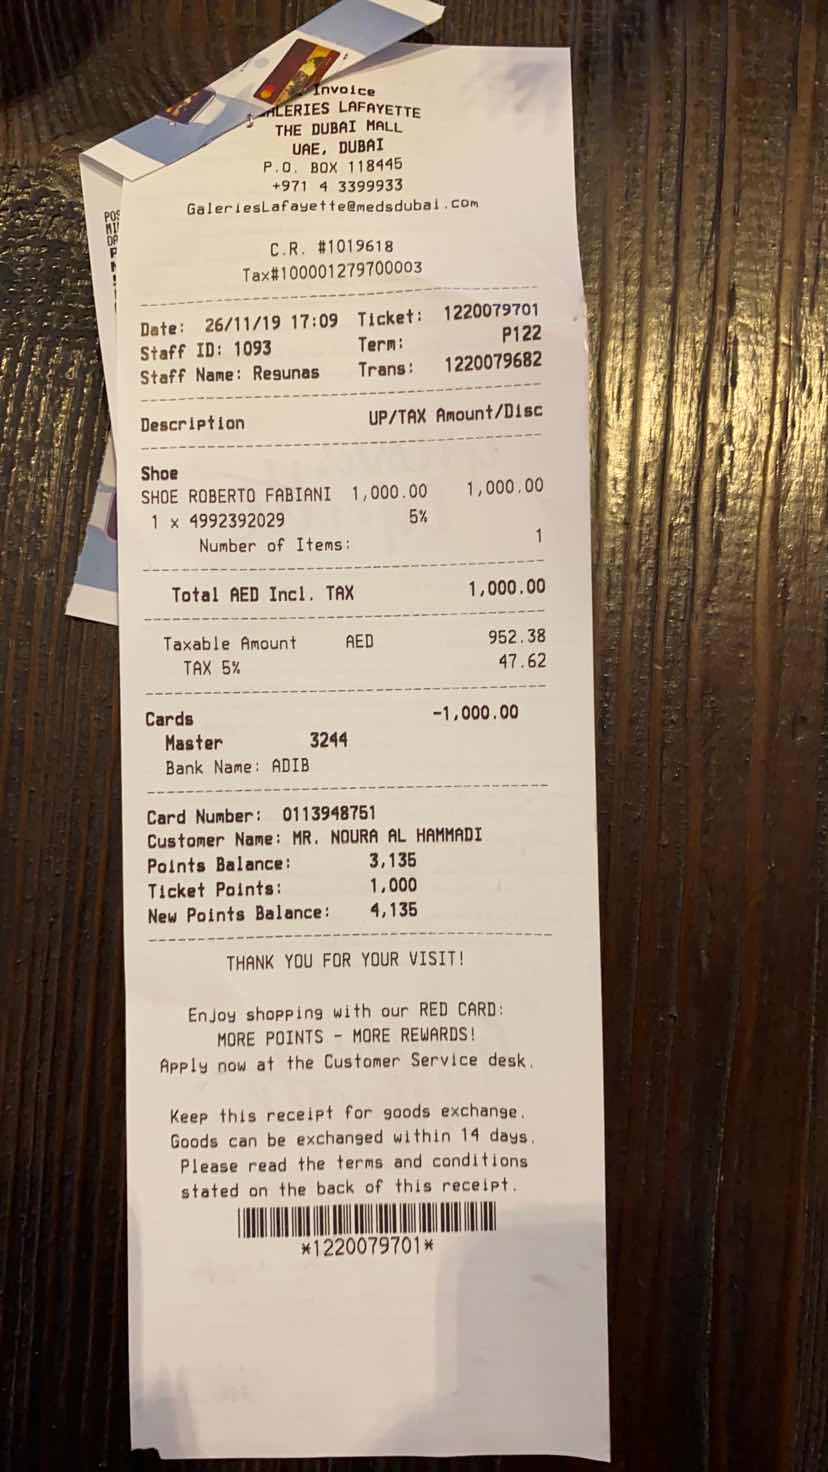 Invoice
GALERIES LAFAYETTE
THE DUBAI MALL
UAE, DUBAI
P.O. BOX 118445
+971 4 3399933
GaleriesLafayette@medsdubai.com
C.R. #1019618
Tax#100001279700003
Date: 26/11/19 17:09 Ticket: 1220079701
Staff ID: 1093 Term: P122
Staff Name: Regunas Trans: 1220079682
Description UP/TAX Amount/Disc
Shoe
SHOE ROBERTO FABIANI 1,000.00 1,000.00
1 x 4992392029 5%
Number of Items: 1
Total AED Incl. TAX 1,000.00
Taxable Amount AED 952.38
TAX 5% 47.62
Cards -1,000.00
Master 3244
Bank Name: ADIB
Card Number: 0113948751
Customer Name: MR. NOURA AL HAMMADI
Points Balance: 3,135
Ticket Points: 1,000
New Points Balance: 4,135
THANK YOU FOR YOUR VISIT!
Enjoy shopping with our RED CARD:
MORE POINTS - MORE REWARDS!
Apply now at the Customer Service desk.
Keep this receipt for goods exchange.
Goods can be exchanged within 14 days.
Please read the terms and conditions
stated on the back of this receipt.
*1220079701*